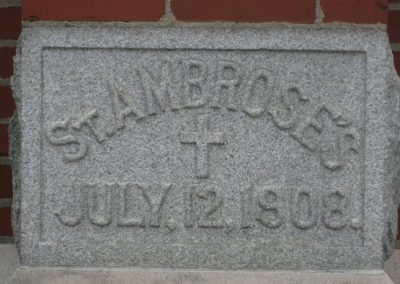 ST. AMBROSE'S
JULY, 12, 1908.